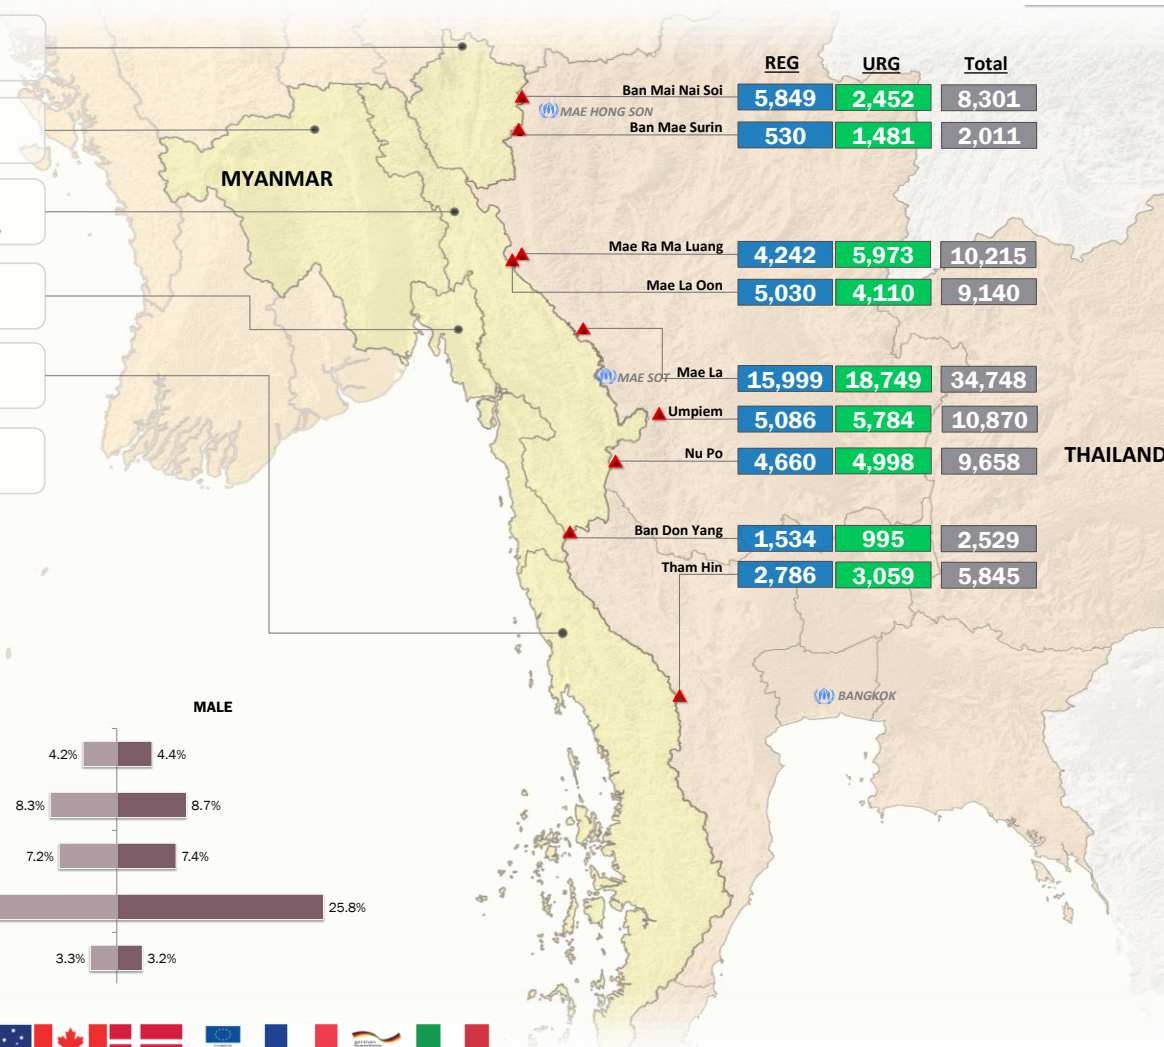 REG URG Total
Ban Mai Nai Soi 5,849 2,452 8,301
MAE HONG SON
Ban Mae Surin 530 1,481 2,011
MYANMAR
Mae Ra Ma Luang 4,242 5,973 10,215
Mae La Oon 5,030 4,110 9,140
Mae La 15,999 18,749 34,748
MAE SOT
Umpiem 5,086 5,784 10,870
THAILAND
Nu Po 4,660 4,998 9,658
Ban Don Yang 1,534 995 2,529
Tham Hin 2,786 3,059 5,845
BANGKOK
MALE
4.2% 4.4%
8.3% 8.7%
7.2% 7.4%
25.8%
3.3% 3.2%
german